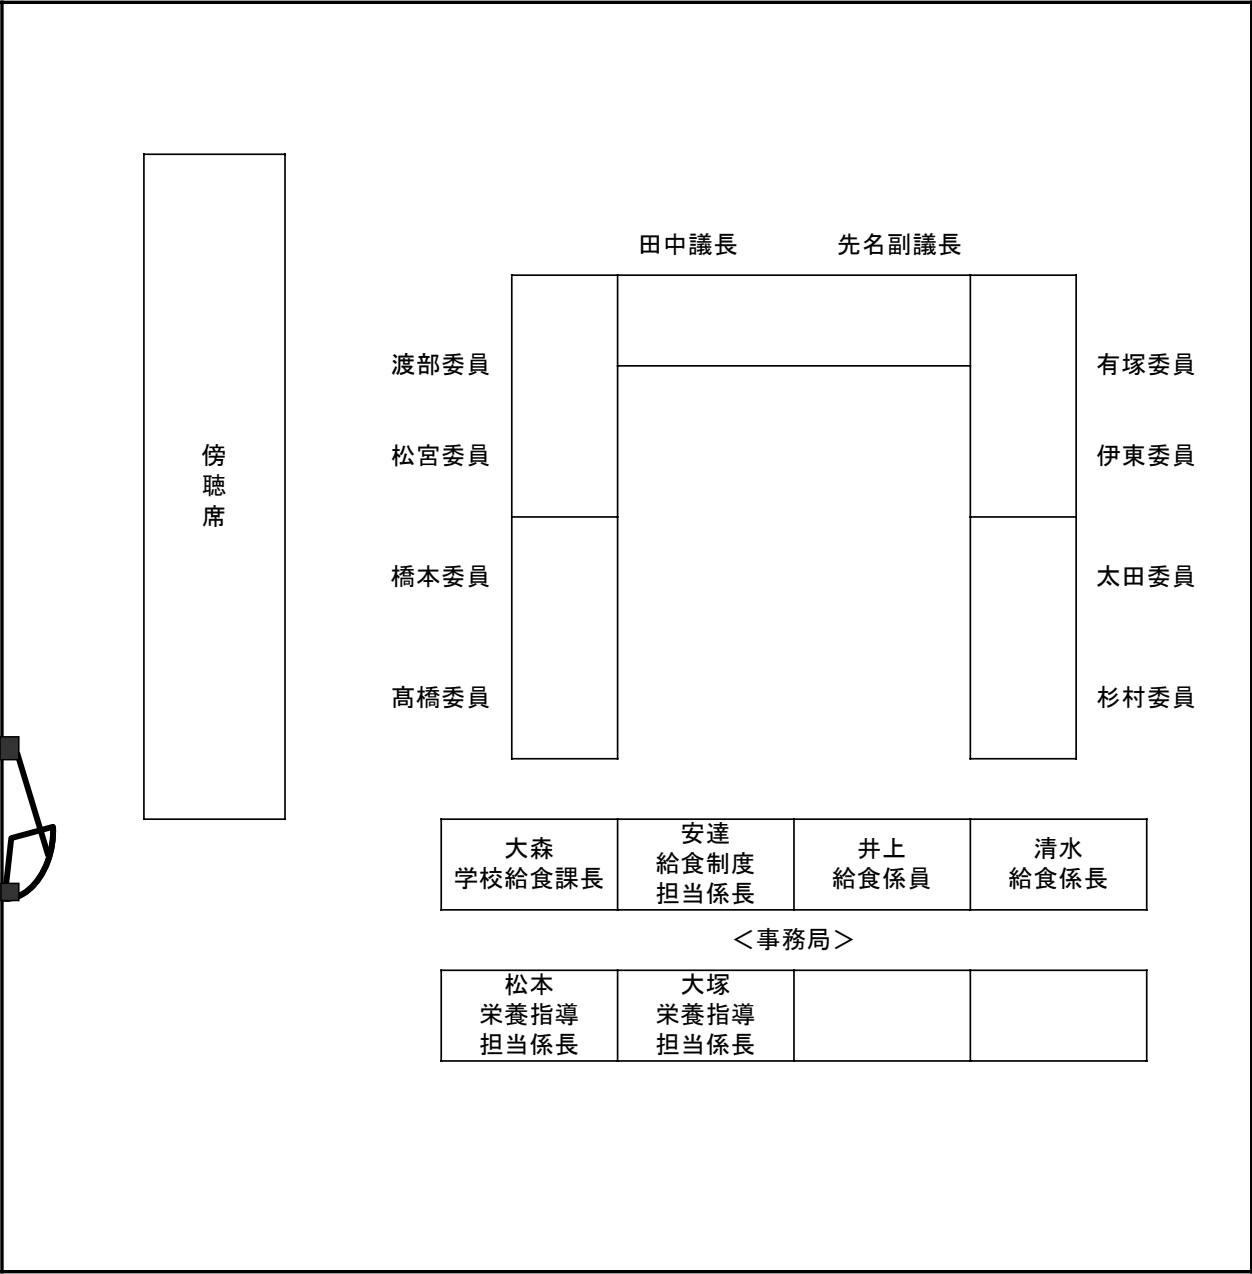 田中議長　先名副議長
渡部委員
有塚委員
松宮委員
伊東委員
傍聴席
橋本委員
太田委員
髙橋委員
杉村委員
大森
学校給食課長
安達
給食制度
担当係長
井上
給食係員
清水
給食係長
＜事務局＞
松本
栄養指導
担当係長
大塚
栄養指導
担当係長